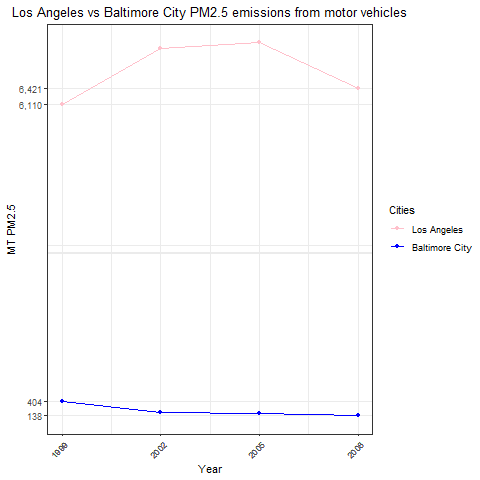 Los Angeles vs Baltimore City PM2.5 emissions from motor vehicles
6,421
6,110
404
138
MT PM2.5
1999
2002
2005
2008
Year
Cities
Los Angeles
Baltimore City